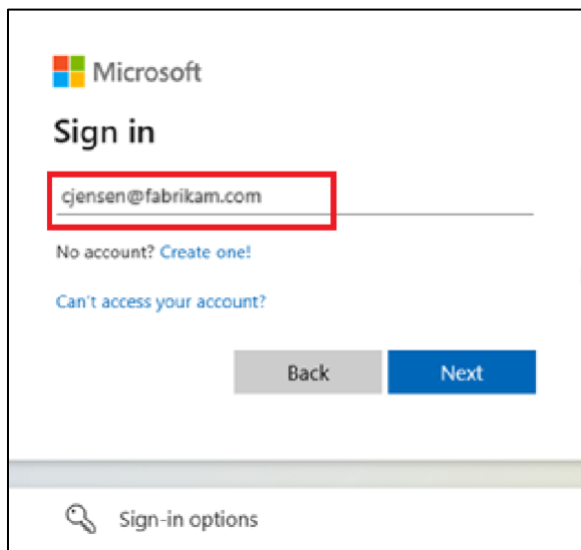 Microsoft
Sign in
cjensen@fabrikam.com
No account? Create one!
Can't access your account?
Back
Next
Sign-in options